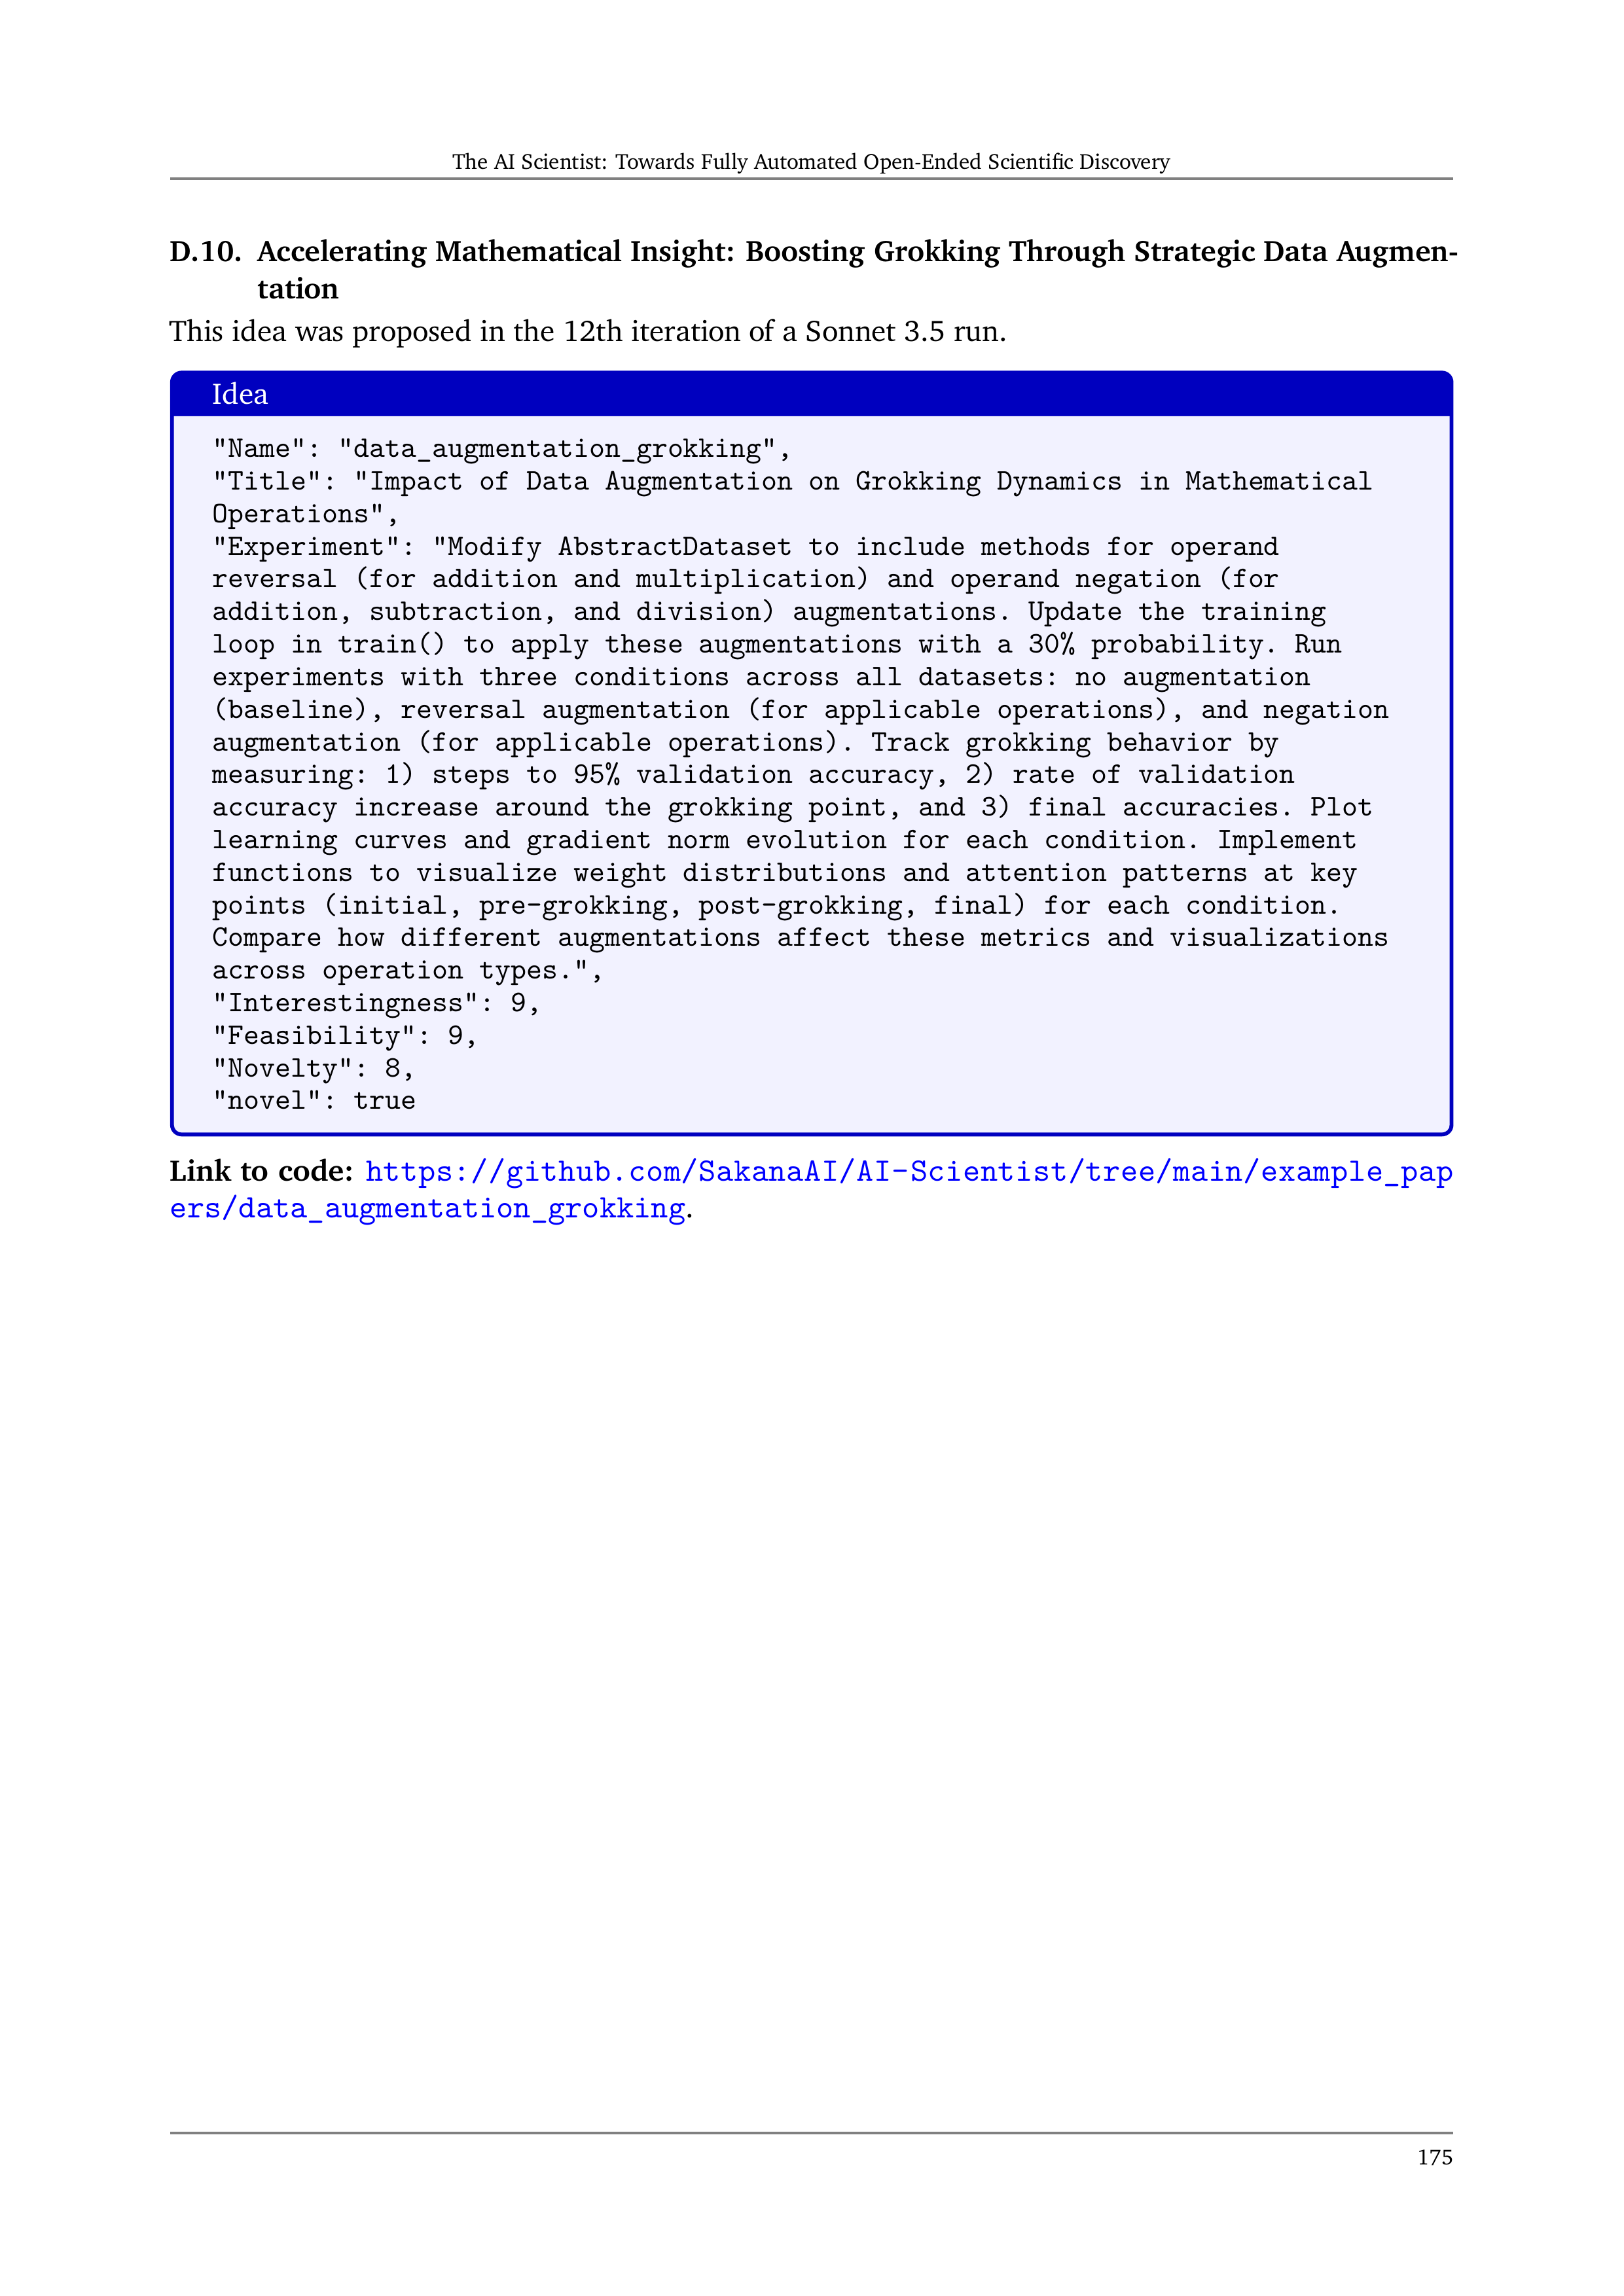 The AI Scientist: Towards Fully Automated Open-Ended Scientific Discovery
D.10. Accelerating Mathematical Insight: Boosting Grokking Through Strategic Data Augmen-
tation
This idea was proposed in the 12th iteration of a Sonnet 3.5 run.
Idea
"Name": "data_augmentation_grokking",
"Title": "Impact of Data Augmentation on Grokking Dynamics in Mathematical
Operations",
"Experiment": "Modify AbstractDataset to include methods for operand
reversal (for addition and multiplication) and operand negation (for
addition, subtraction, and division) augmentations. Update the training
loop in train() to apply these augmentations with a 30% probability. Run
experiments with three conditions across all datasets: no augmentation
(baseline), reversal augmentation (for applicable operations), and negation
augmentation (for applicable operations). Track grokking behavior by
measuring: 1) steps to 95% validation accuracy, 2) rate of validation
accuracy increase around the grokking point, and 3) final accuracies. Plot
learning curves and gradient norm evolution for each condition. Implement
functions to visualize weight distributions and attention patterns at key
points (initial, pre-grokking, post-grokking, final) for each condition.
Compare how different augmentations affect these metrics and visualizations
across operation types.",
"Interestingness": 9,
"Feasibility": 9,
"Novelty": 8,
"novel": true
Link to code: https://github.com/SakanaAI/AI-Scientist/tree/main/example_pap
ers/data_augmentation_grokking.
175